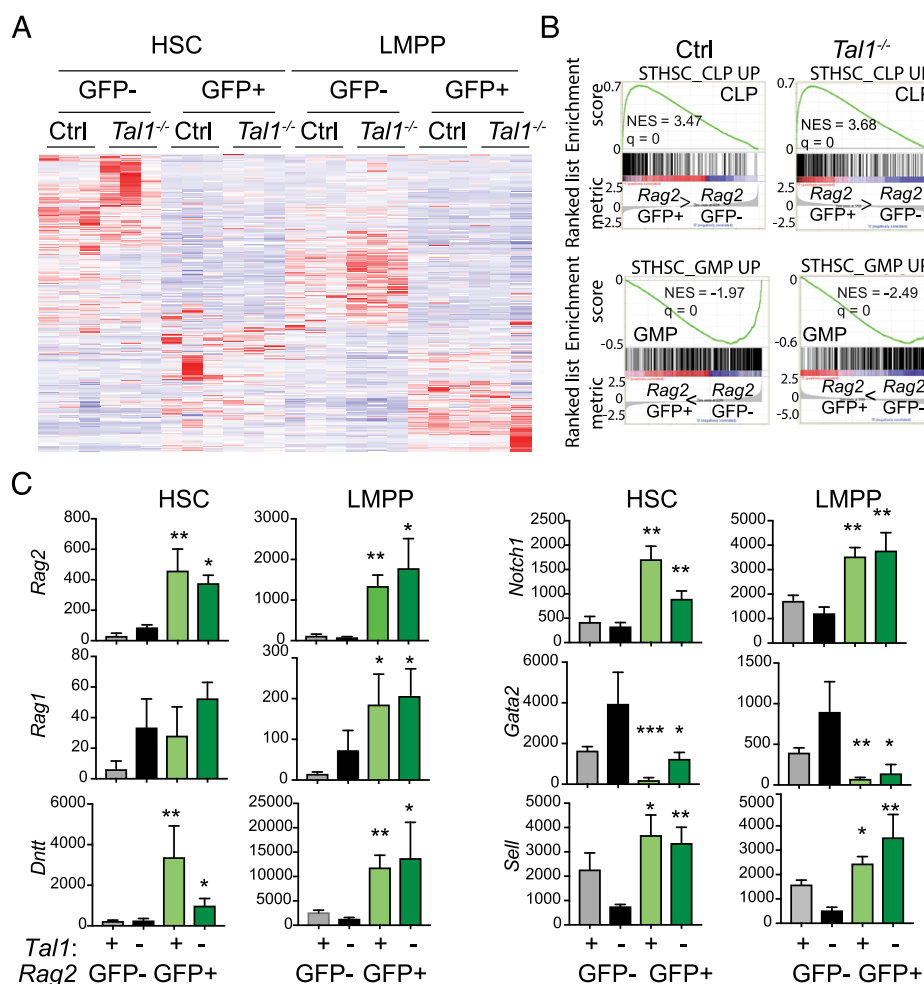 A
HSC
LMPP
GFP-
GFP+
GFP-
GFP+
Ctrl
Tal1-/-
Ctrl
Tal1-/-
Ctrl
Tal1-/-
Ctrl
Tal1-/-
B
Ctrl
Tal1-/-
STHSC_CLP UP
CLP
0.7
0
NES = 3.47
q = 0
Enrichment
score
Ranked list
metric
2.5
0
-2.5
Rag2 > Rag2
GFP+ GFP-
STHSC_CLP UP
CLP
0.7
0
NES = 3.68
q = 0
2.5
0
Rag2 > Rag2
GFP+ GFP-
STHSC_GMP UP
NES = -1.97
q = 0
0
-0.5
GMP
Enrichment
score
Ranked list
metric
2.5
0
-2.5
Rag2 < Rag2
GFP+ GFP-
STHSC_GMP UP
NES = -2.49
q = 0
0
-0.6
GMP
2.5
0
-5.0
Rag2 < Rag2
GFP+ GFP-
C
HSC
LMPP
HSC
LMPP
Rag2
800
600
400
200
0
** *
3000
2000
1000
0
** *
Notch1
2500
2000
1500
1000
500
0
** **
5000
4000
3000
2000
1000
0
** **
Rag1
80
60
40
20
0
300
200
100
0
* *
Gata2
6000
4000
2000
0
*** *
1500
1000
500
0
** *
Dntt
6000
4000
2000
0
** *
25000
20000
15000
10000
5000
0
** *
Sell
5000
4000
3000
2000
1000
0
* **
5000
4000
3000
2000
1000
0
* **
Tal1: + - + -
+ - + -
+ - + -
+ - + -
Rag2 GFP- GFP+
GFP- GFP+
GFP- GFP+
GFP- GFP+